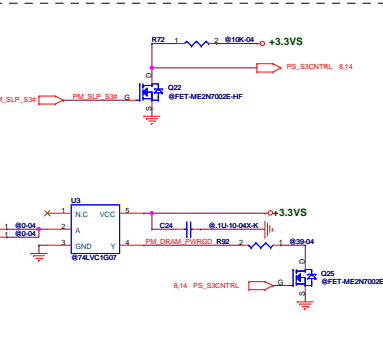 R72 1 2 @10K-04 +3.3VS
PS_S3CNTRL 8,14
D
Q22
@FET-ME2N7002E-HF
M_SLP_S3# PM_SLP_S3# G
S
U3
1 N.C VCC 5 +3.3VS
1 @0-04 2 A
1 @0-04
C24 @.1U-10-04X-K
3 GND Y 4 PM_DRAM_PWRGD R92 2 1 @39-04
@74LVC1G07
D
Q25
8,14 PS_S3CNTRL G @FET-ME2N7002E
S